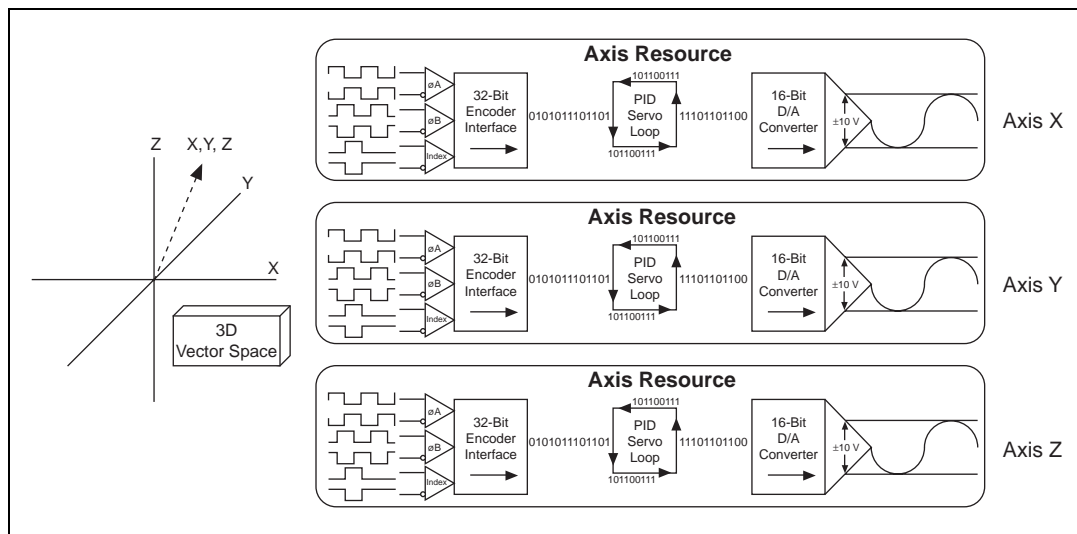 Z
X,Y, Z
Y
X
3D
Vector Space
Axis Resource
øA
øB
Index
32-Bit
Encoder
Interface
0101011101101
101100111
PID
Servo
Loop
101100111
11101101100
16-Bit
D/A
Converter
±10 V
Axis X
Axis Resource
øA
øB
Index
32-Bit
Encoder
Interface
0101011101101
101100111
PID
Servo
Loop
101100111
11101101100
16-Bit
D/A
Converter
±10 V
Axis Y
Axis Resource
øA
øB
Index
32-Bit
Encoder
Interface
0101011101101
101100111
PID
Servo
Loop
101100111
11101101100
16-Bit
D/A
Converter
±10 V
Axis Z